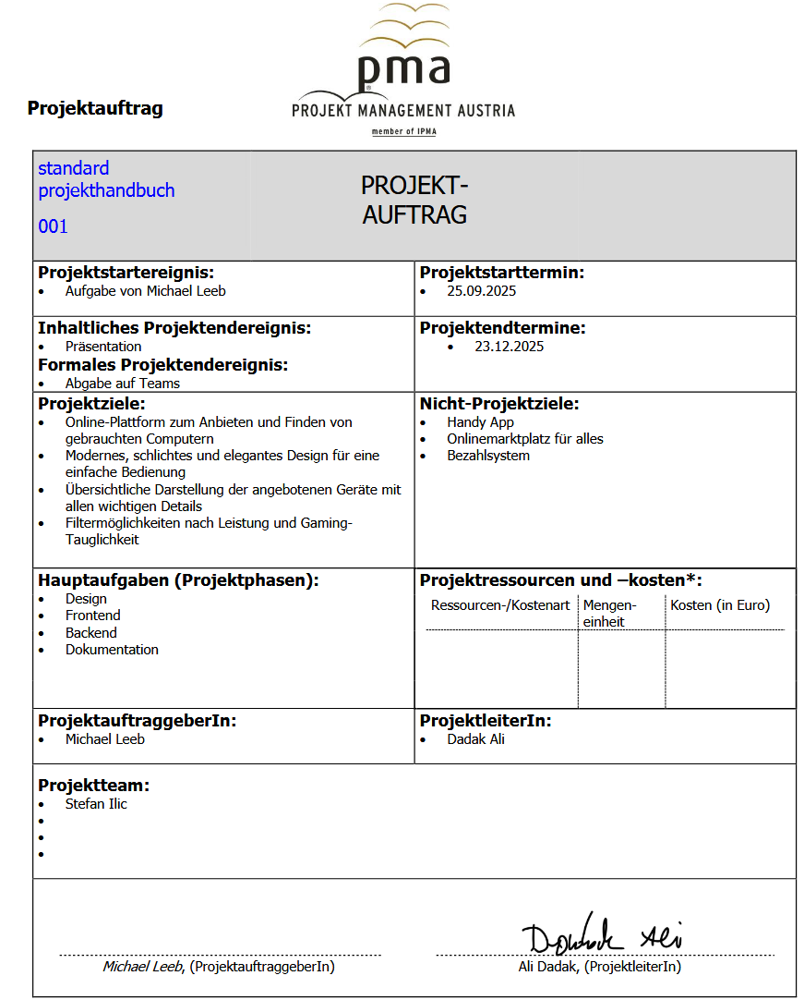 pma
®
PROJEKT MANAGEMENT AUSTRIA
member of IPMA
Projektauftrag
standard
projekthandbuch
001
PROJEKT-
AUFTRAG
Projektstartereignis:
• Aufgabe von Michael Leeb
Projektstarttermin:
• 25.09.2025
Inhaltliches Projektendereignis:
• Präsentation
Formales Projektendereignis:
• Abgabe auf Teams
Projektendtermine:
• 23.12.2025
Projektziele:
• Online-Plattform zum Anbieten und Finden von
gebrauchten Computern
• Modernes, schlichtes und elegantes Design für eine
einfache Bedienung
• Übersichtliche Darstellung der angebotenen Geräte mit
allen wichtigen Details
• Filtermöglichkeiten nach Leistung und Gaming-
Tauglichkeit
Nicht-Projektziele:
• Handy App
• Onlinemarktplatz für alles
• Bezahlsystem
Hauptaufgaben (Projektphasen):
• Design
• Frontend
• Backend
• Dokumentation
Projektressourcen und –kosten*:
Ressourcen-/Kostenart
Mengen-
einheit
Kosten (in Euro)
ProjektauftraggeberIn:
• Michael Leeb
ProjektleiterIn:
• Dadak Ali
Projektteam:
• Stefan Ilic
•
•
•
Dadak Ali
Michael Leeb, (ProjektauftraggeberIn)
Ali Dadak, (ProjektleiterIn)